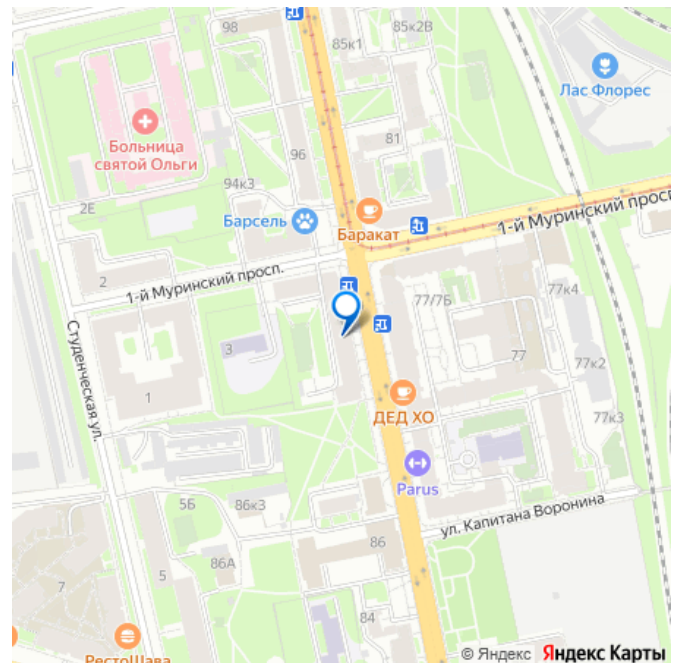 98
85к1
85к2В
Лас Флорес
Больница
святой Ольги
96
81
94к3
2Е
Барсель
Баракат
1-й Муринский просп.
1-й Муринский просп.
2
77к4
77/7Б
3
77
77к2
1
Студенческая ул.
ДЕД ХО
77к3
Parus
5Б
86к3
ул. Капитана Воронина
86
86А
5
7
84
РестоШава
© Яндекс Яндекс Карты